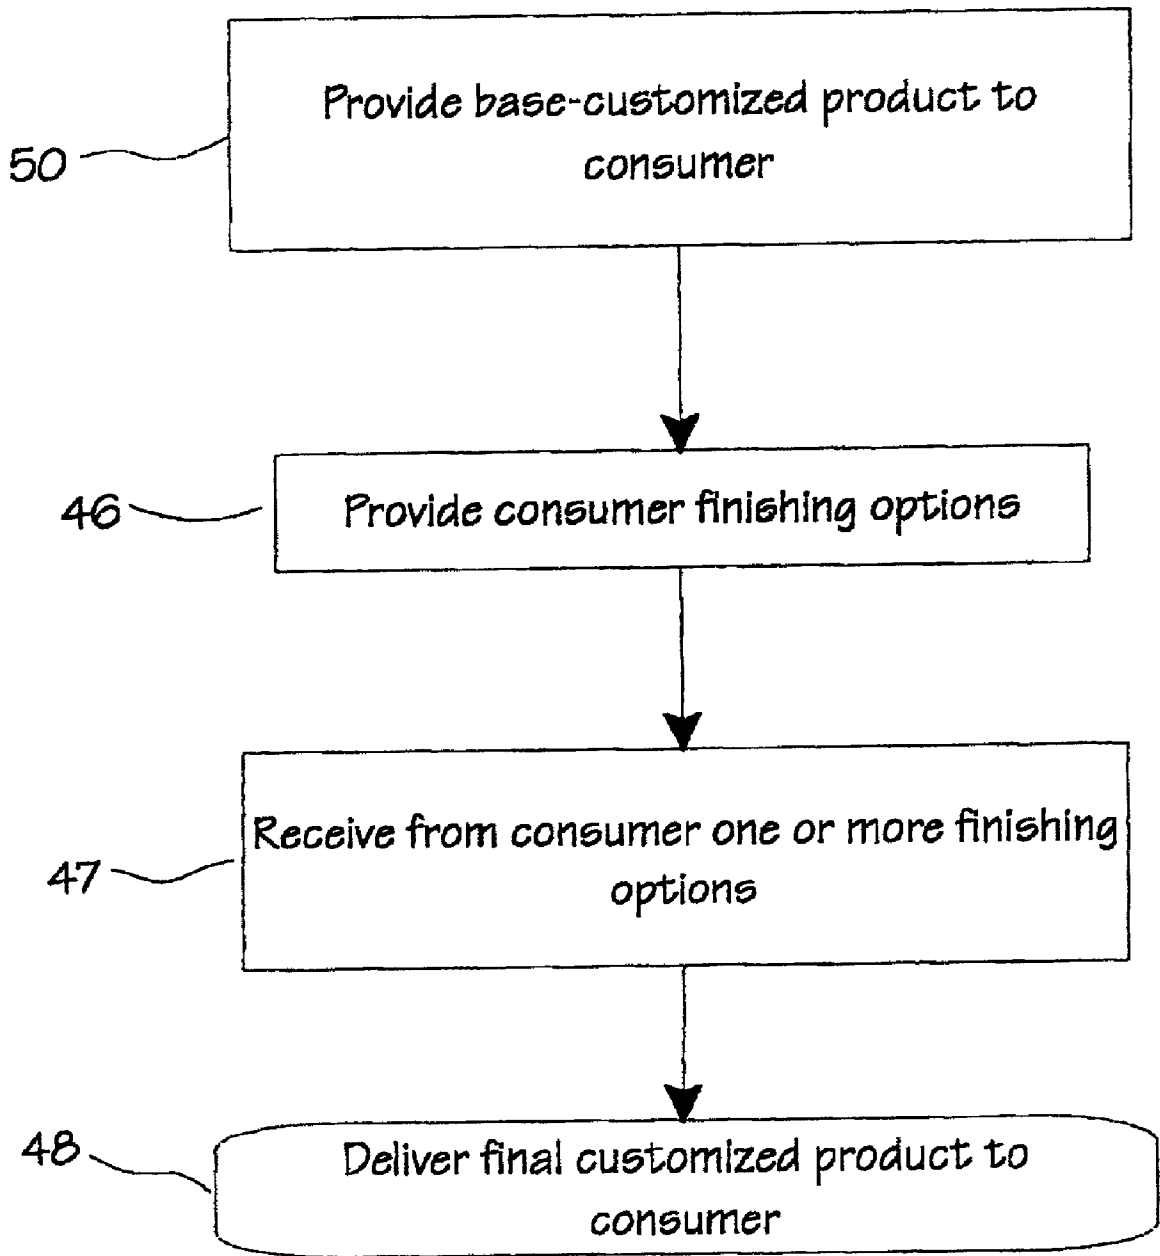 Provide base-customized product to
consumer
50
46
Provide consumer finishing options
Receive from consumer one or more finishing
47
options
48
Deliver final customized product to
consumer